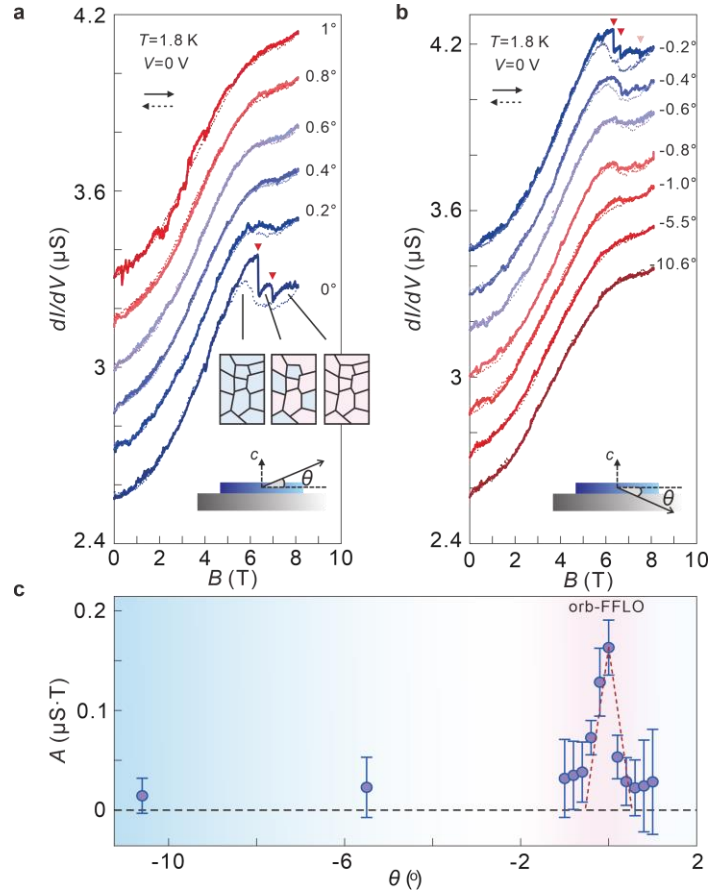 a
T=1.8 K
V=0 V
1°
0.8°
0.6°
0.4°
0.2°
0°
4.2
3.6
3
2.4
dI/dV (μS)
c
θ
0 2 4 6 8 10
B (T)
b
T=1.8 K
V=0 V
-0.2°
-0.4°
-0.6°
-0.8°
-1.0°
-5.5°
-10.6°
4.2
3.6
3
2.4
dI/dV (μS)
c
θ
0 2 4 6 8 10
B (T)
c
orb-FFLO
0.2
0.1
0
A (μS·T)
-10 -6 -2 2
θ (º)